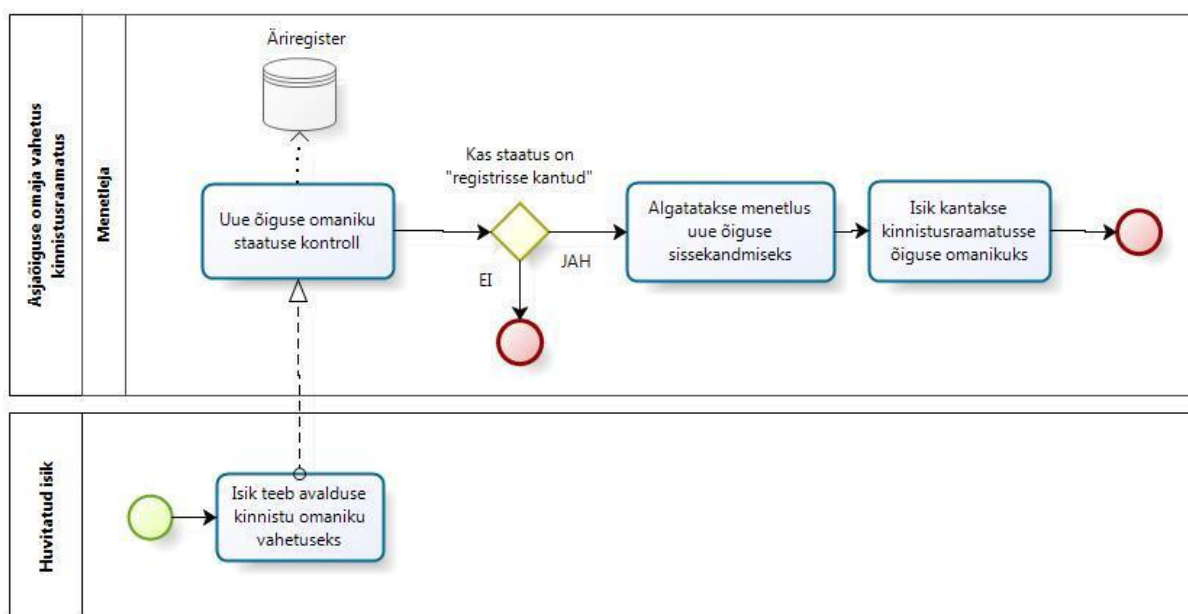 Asjaõiguse omaja vahetus
kinnistusraamatus
Menetleja
Äriregister
Uue õiguse omaniku
staatuse kontroll
Kas staatus on
"registrisse kantud"
JAH
EI
Algatatakse menetlus
uue õiguse
sissekandmiseks
Isik kantakse
kinnistusraamatusse
õiguse omanikuks
Huvitatud isik
Isik teeb avalduse
kinnistu omaniku
vahetuseks